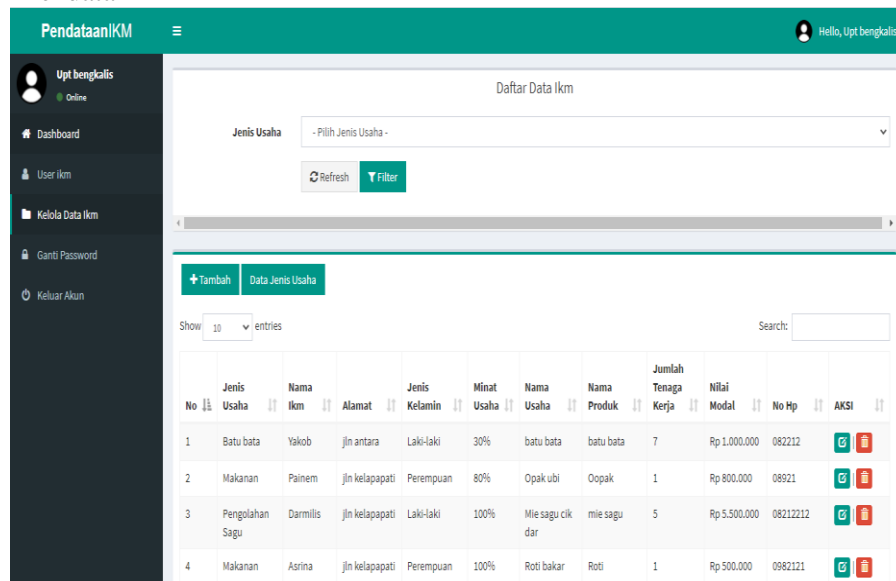 PendataanIKM
Hello, Upt bengkalis
Upt bengkalis
Online
Dashboard
User ikm
Kelola Data Ikm
Ganti Password
Keluar Akun
Daftar Data Ikm
Jenis Usaha - Pilih Jenis Usaha -
Refresh Filter
+Tambah Data Jenis Usaha
Show 10 entries Search:
No Jenis Usaha Nama Ikm Alamat Jenis Kelamin Minat Usaha Nama Usaha Nama Produk Jumlah Tenaga Kerja Nilai Modal No Hp AKSI
1 Batu bata Yakob jln antara Laki-laki 30% batu bata batu bata 7 Rp 1.000.000 082212
2 Makanan Painem jln kelapapati Perempuan 80% Opak ubi Oopak 1 Rp 800.000 08921
3 Pengolahan Sagu Darmilis jln kelapapati Laki-laki 100% Mie sagu cik dar mie sagu 5 Rp 5.500.000 08212212
4 Makanan Asrina jln kelapapati Perempuan 100% Roti bakar Roti 1 Rp 500.000 0982121